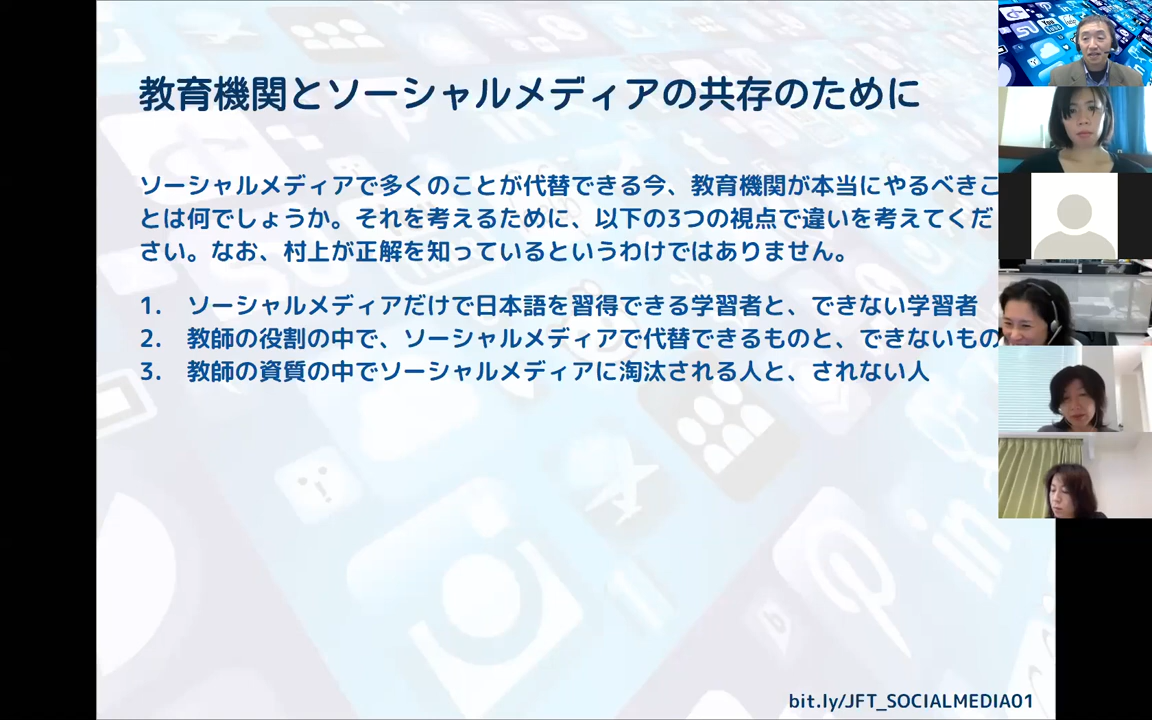 教育機関とソーシャルメディアの共存のために
ソーシャルメディアで多くのことが代替できる今、教育機関が本当にやるべきこ
とは何でしょうか。それを考えるために、以下の3つの視点で違いを考えてくだ
さい。なお、村上が正解を知っているというわけではありません。
1. ソーシャルメディアだけで日本語を習得できる学習者と、できない学習者
2. 教師の役割の中で、ソーシャルメディアで代替できるものと、できないもの
3. 教師の資質の中でソーシャルメディアに淘汰される人と、されない人
bit.ly/JFT_SOCIALMEDIA01